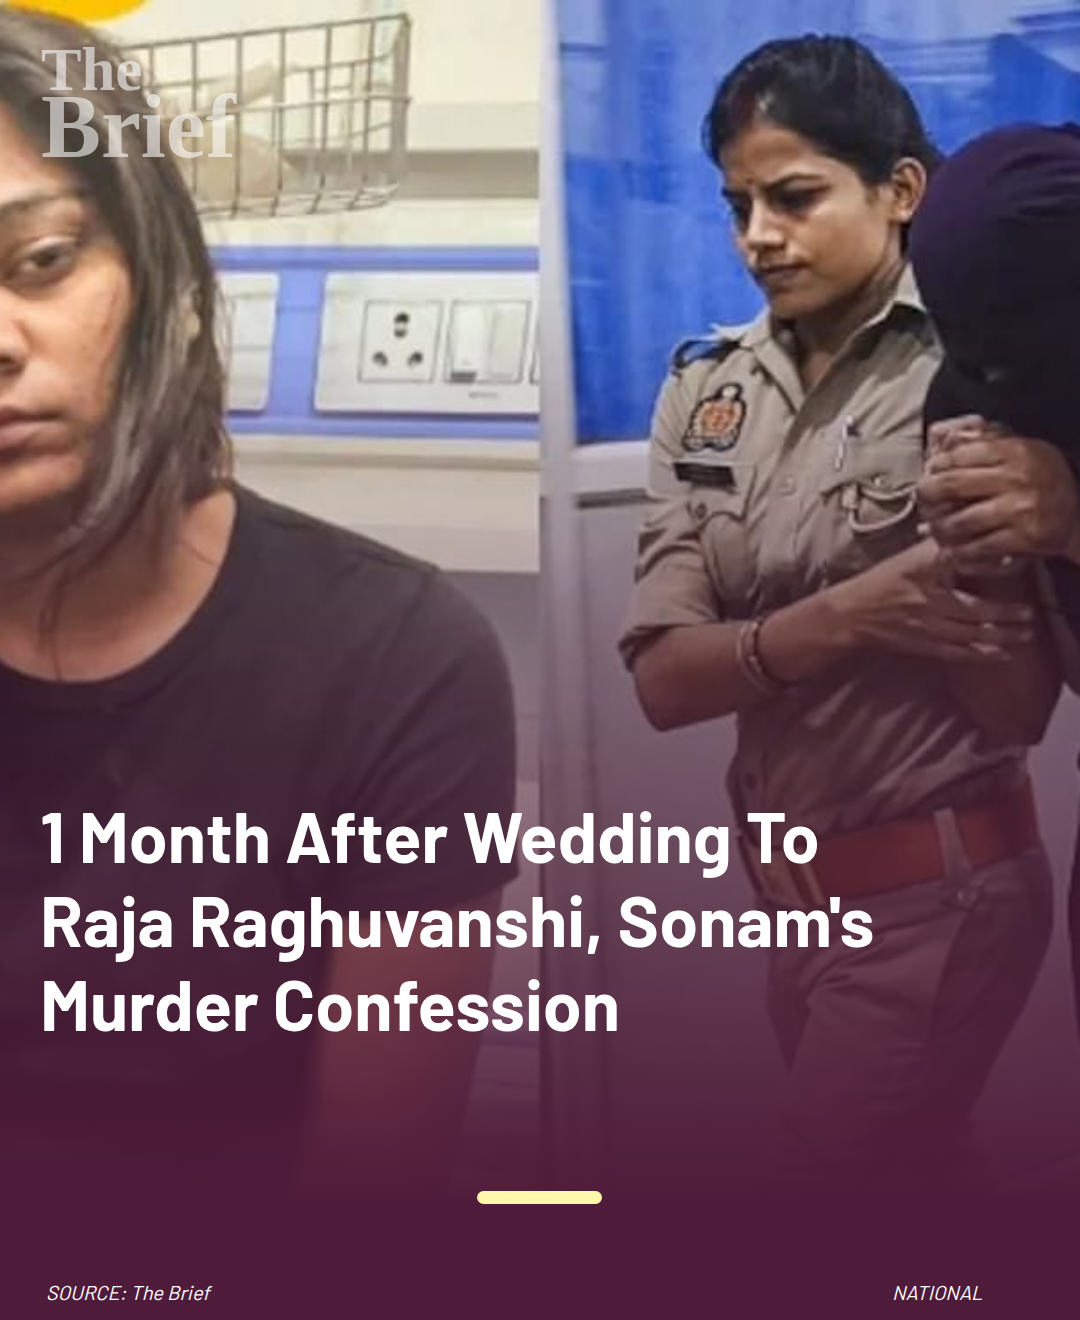 The
Brief
1 Month After Wedding To
Raja Raghuvanshi, Sonam's
Murder Confession
SOURCE: The Brief
NATIONAL